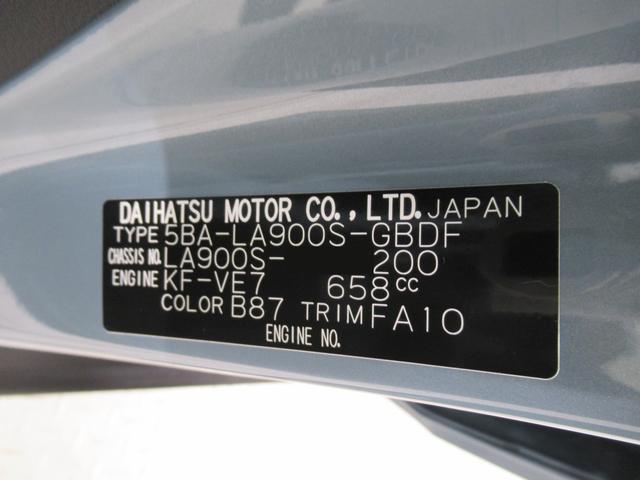 DAIHATSU MOTOR CO., LTD. JAPAN
TYPE 5BA-LA900S-GBDF
CHASSIS NO. LA900S- 200
ENGINE KF-VE7 658cc
COLOR B87 TRIM FA10
ENGINE NO.